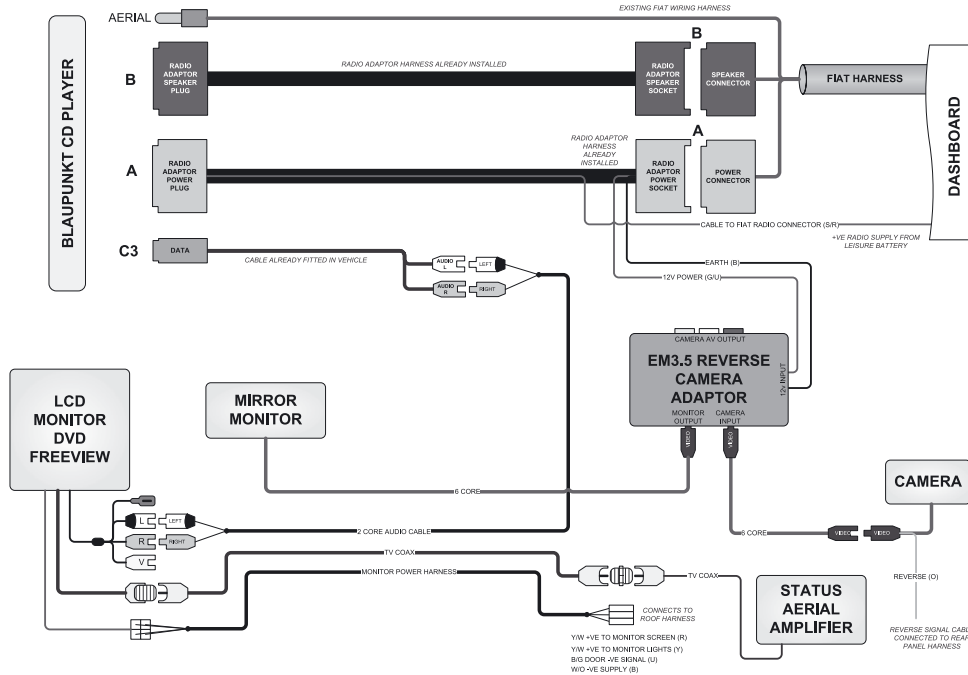 AERIAL
EXISTING FIAT WIRING HARNESS
BLAUPUNKT CD PLAYER
B
RADIO
ADAPTOR
SPEAKER
PLUG
RADIO ADAPTOR HARNESS ALREADY INSTALLED
RADIO
ADAPTOR
SPEAKER
SOCKET
B
SPEAKER
CONNECTOR
FIAT HARNESS
DASHBOARD
A
RADIO
ADAPTOR
POWER
PLUG
RADIO ADAPTOR
HARNESS
ALREADY
INSTALLED
RADIO
ADAPTOR
POWER
SOCKET
A
POWER
CONNECTOR
CABLE TO FIAT RADIO CONNECTOR (S/R)
+VE RADIO SUPPLY FROM
LEISURE BATTERY
C3
DATA
CABLE ALREADY FITTED IN VEHICLE
AUDIO
L
LEFT
AUDIO
R
RIGHT
EARTH (B)
12V POWER (G/U)
CAMERA AV OUTPUT
EM3.5 REVERSE
CAMERA
ADAPTOR
12v INPUT
MONITOR
OUTPUT
CAMERA
INPUT
VIDEO
VIDEO
LCD
MONITOR
DVD
FREEVIEW
MIRROR
MONITOR
6 CORE
6 CORE
CAMERA
VIDEO
VIDEO
L
LEFT
R
RIGHT
V
2 CORE AUDIO CABLE
TV COAX
MONITOR POWER HARNESS
TV COAX
CONNECTS TO
ROOF HARNESS
Y/W +VE TO MONITOR SCREEN (R)
Y/W +VE TO MONITOR LIGHTS (Y)
B/G DOOR -VE SIGNAL (U)
W/O -VE SUPPLY (B)
STATUS
AERIAL
AMPLIFIER
REVERSE (O)
REVERSE SIGNAL CABLE
CONNECTED TO REAR
PANEL HARNESS